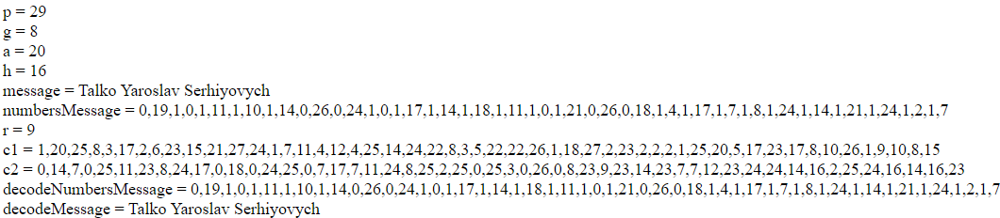 p = 29
g = 8
a = 20
h = 16
message = Talko Yaroslav Serhiyovych
numbersMessage = 0,19,1,0,1,11,1,10,1,14,0,26,0,24,1,0,1,17,1,14,1,18,1,11,1,0,1,21,0,26,0,18,1,4,1,17,1,7,1,8,1,24,1,14,1,21,1,24,1,2,1,7
r = 9
c1 = 1,20,25,8,3,17,2,6,23,15,21,27,24,1,7,11,4,12,4,25,14,24,22,8,3,5,22,22,26,1,18,27,2,23,2,2,2,1,25,20,5,17,23,17,8,10,26,1,9,10,8,15
c2 = 0,14,7,0,25,11,23,8,24,17,0,18,0,24,25,0,7,17,7,11,24,8,25,2,25,0,25,3,0,26,0,8,23,9,23,14,23,7,7,12,23,24,24,14,16,2,25,24,16,14,16,23
decodeNumbersMessage = 0,19,1,0,1,11,1,10,1,14,0,26,0,24,1,0,1,17,1,14,1,18,1,11,1,0,1,21,0,26,0,18,1,4,1,17,1,7,1,8,1,24,1,14,1,21,1,24,1,2,1,7
decodeMessage = Talko Yaroslav Serhiyovych